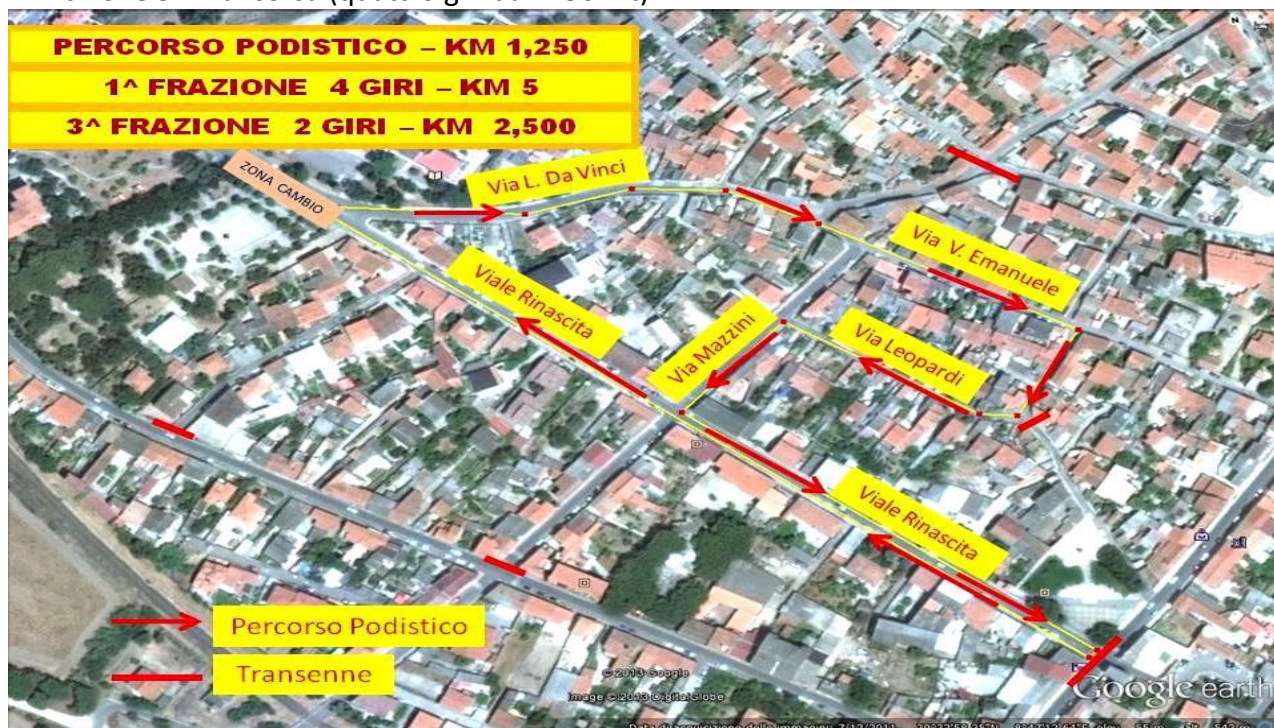 PERCORSO PODISTICO – KM 1,250
1^ FRAZIONE 4 GIRI – KM 5
3^ FRAZIONE 2 GIRI – KM 2,500
ZONA CAMBIO
Via L. Da Vinci
Via V. Emanuele
Viale Rinascita
Via Mazzini
Via Leopardi
Viale Rinascita
Percorso Podistico
Transenne
© 2013 Google
Image © 2013 DigitalGlobe
Google earth